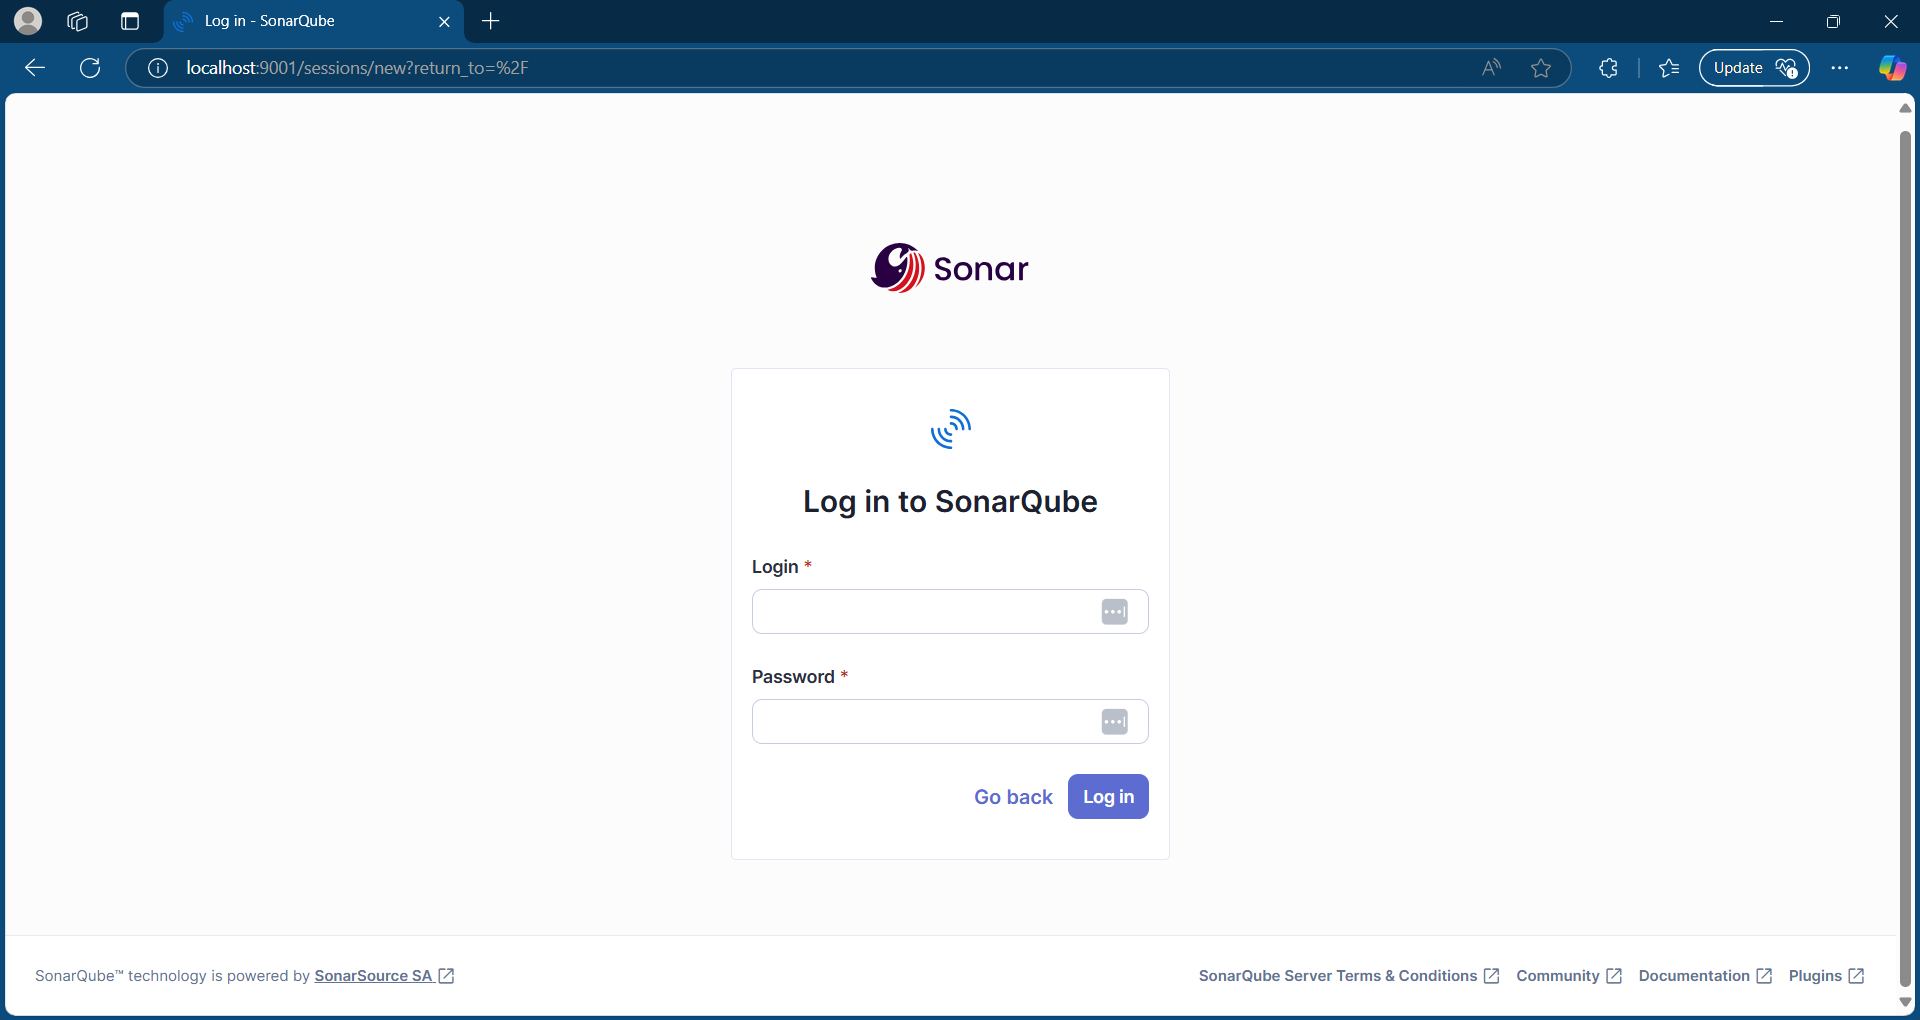 Log in - SonarQube
localhost:9001/sessions/new?return_to=%2F
Update
Sonar
Log in to SonarQube
Login *
Password *
Go back
Log in
SonarQube™ technology is powered by SonarSource SA
SonarQube Server Terms & Conditions
Community
Documentation
Plugins